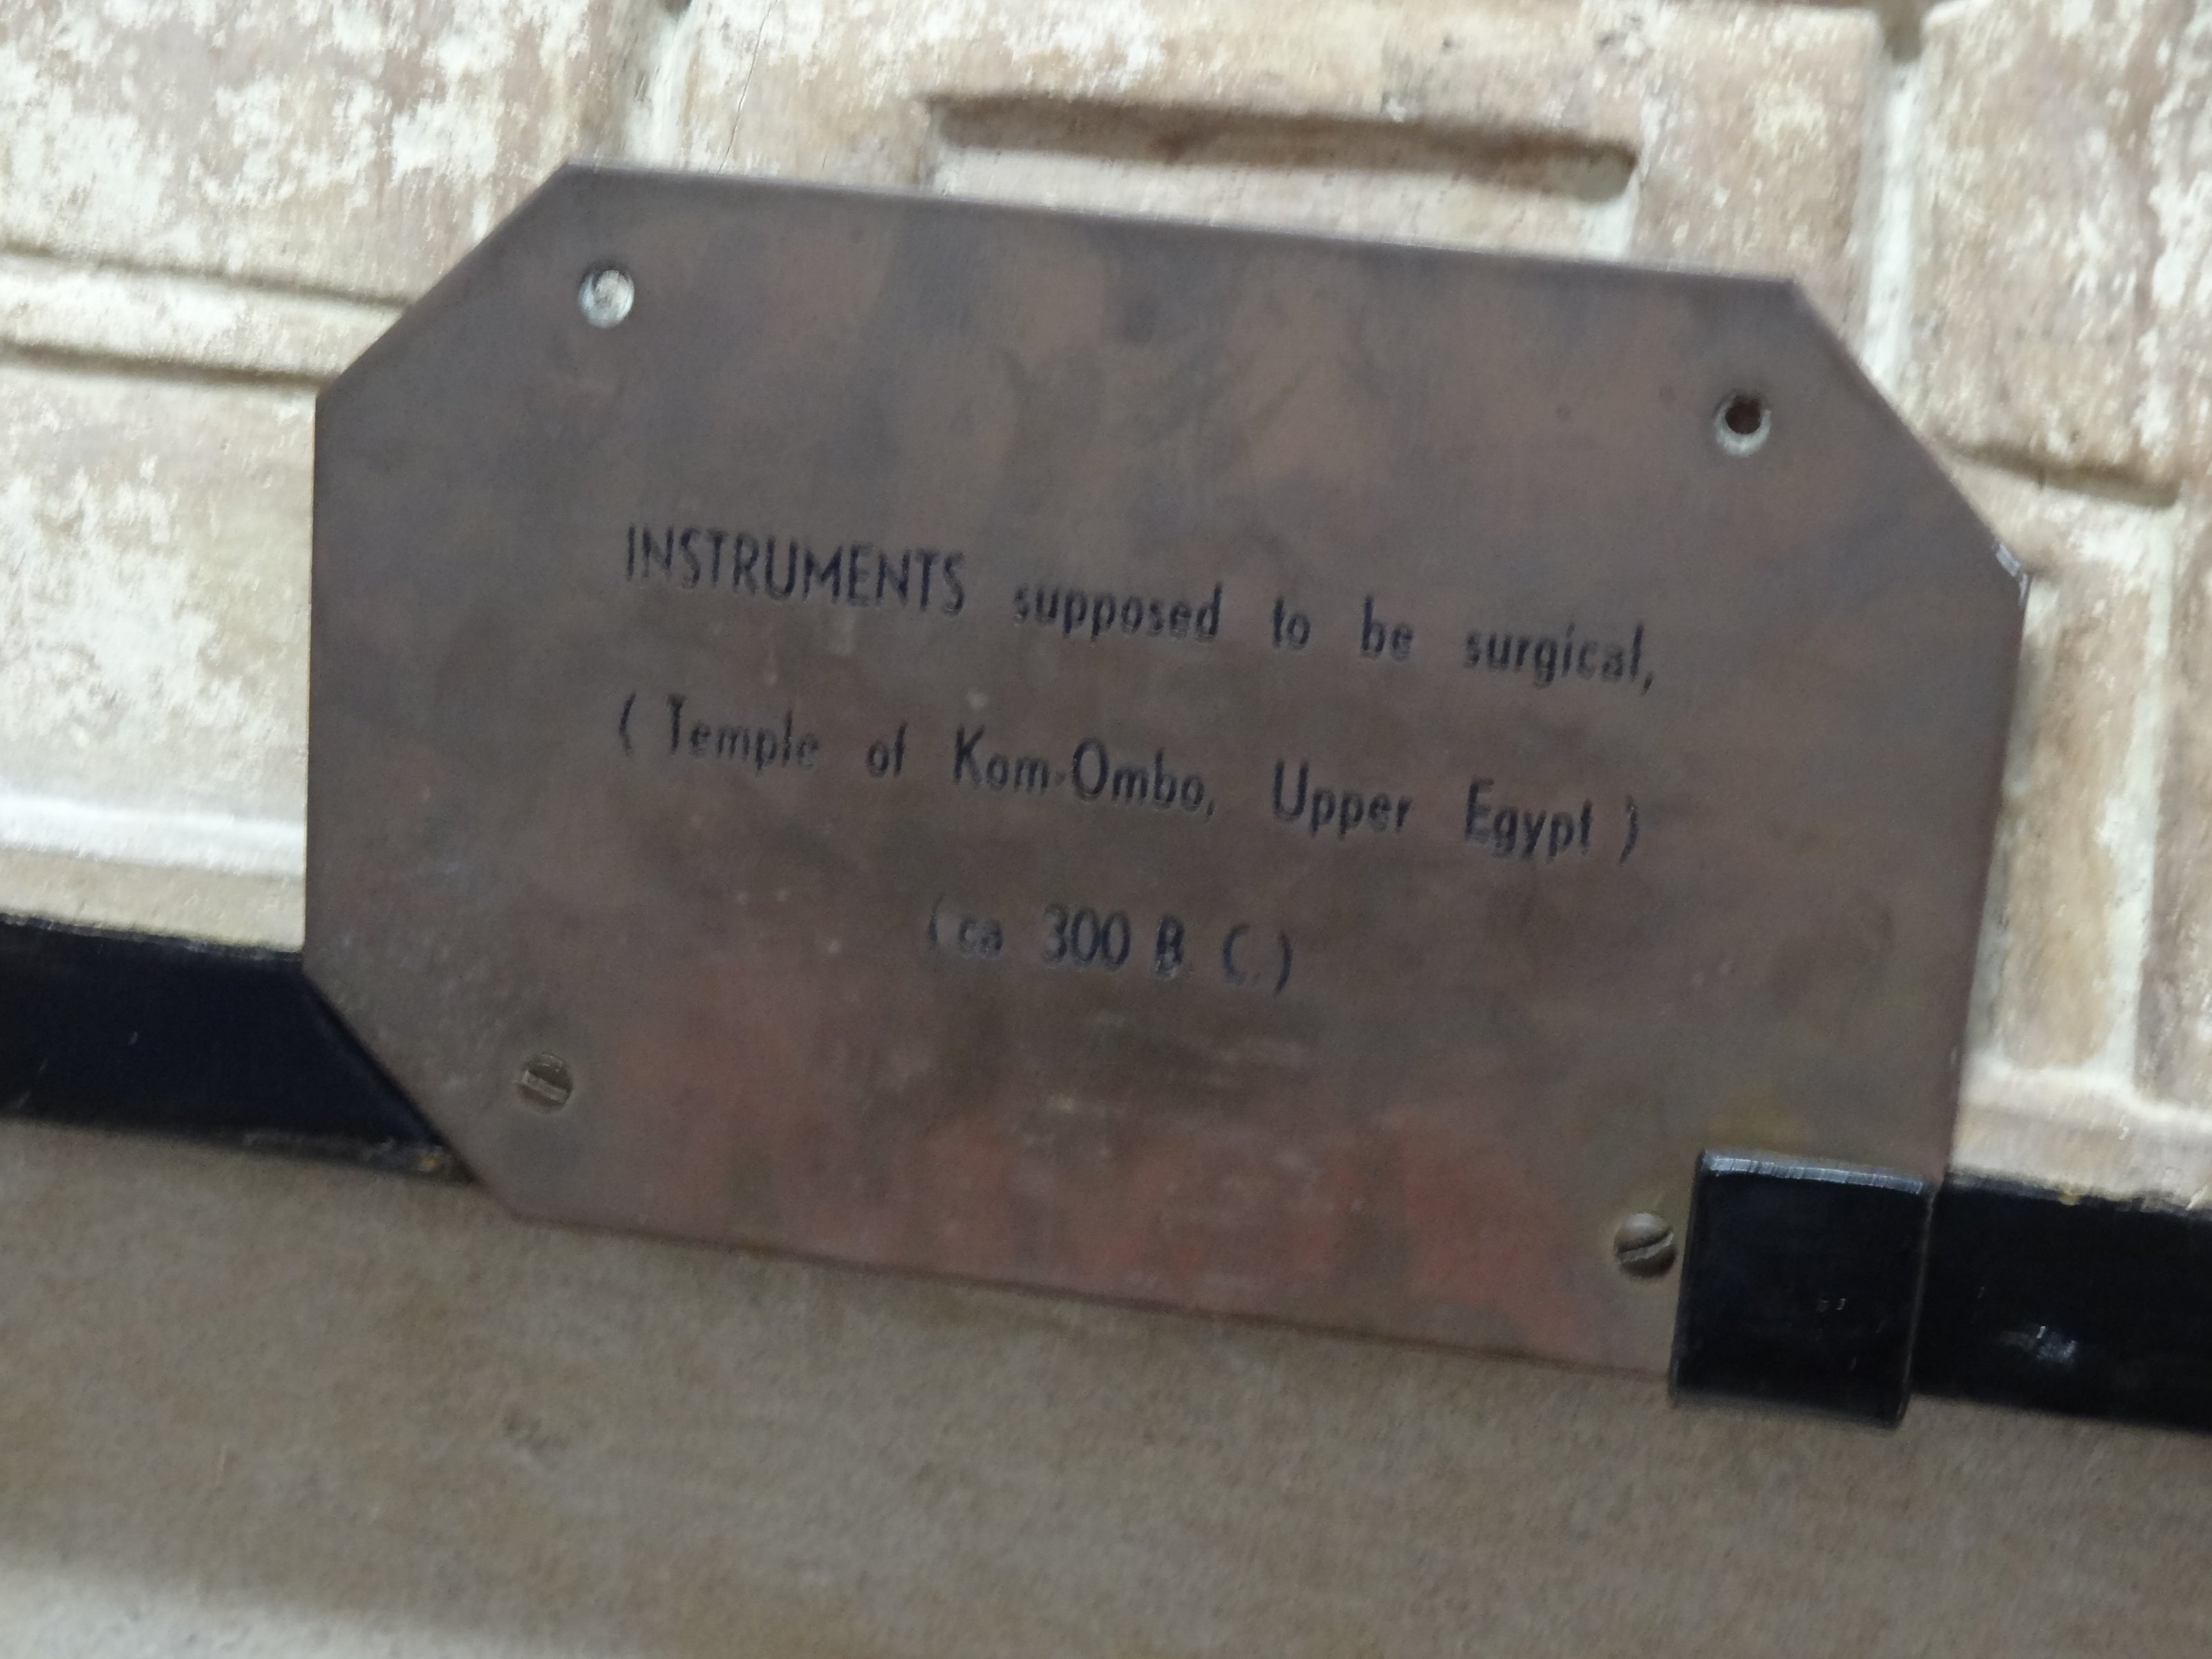 INSTRUMENTS supposed to be surgical,
( Temple of Kom-Ombo, Upper Egypt )
( ca 300 B. C. )